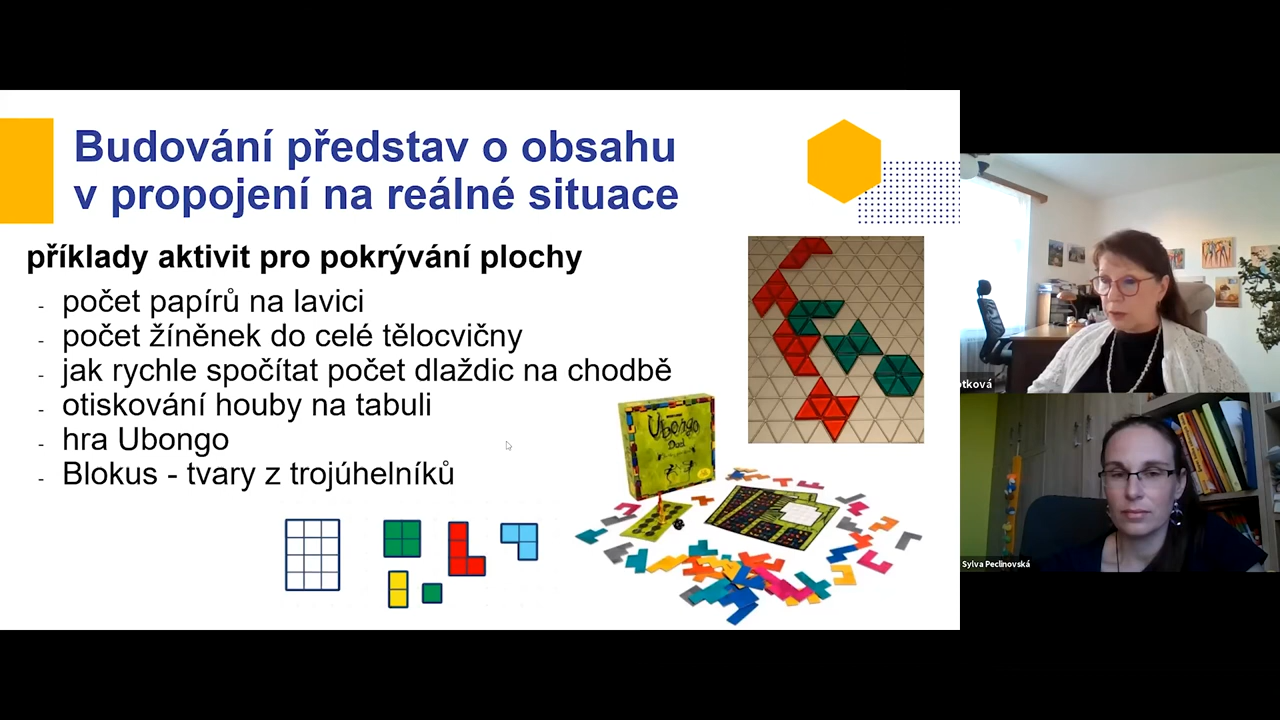 Budování představ o obsahu
v propojení na reálné situace
příklady aktivit pro pokrývání plochy
- počet papírů na lavici
- počet žíněnek do celé tělocvičny
- jak rychle spočítat počet dlaždic na chodbě
- otiskování houby na tabuli
- hra Ubongo
- Blokus - tvary z trojúhelníků
Ubongo
Duel
otková
Sylva Peclinovská